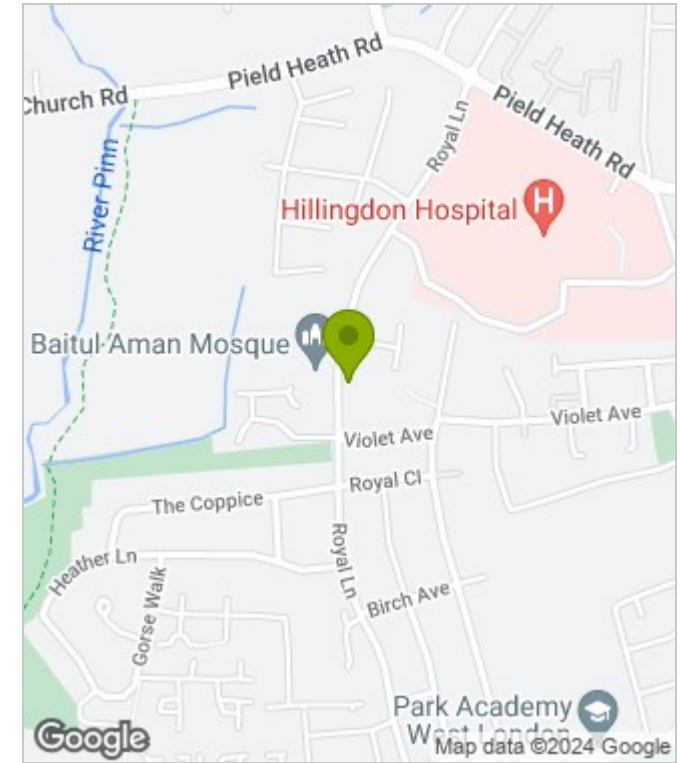 Pield Heath Rd
Church Rd
Pield Heath Rd
Royal Ln
River Pinn
Hillingdon Hospital
H
Baitul Aman Mosque
Violet Ave
Violet Ave
Royal Cl
The Coppice
Heather Ln
Royal Ln
Gorse Walk
Birch Ave
Park Academy
West London
Google
Map data ©2024 Google